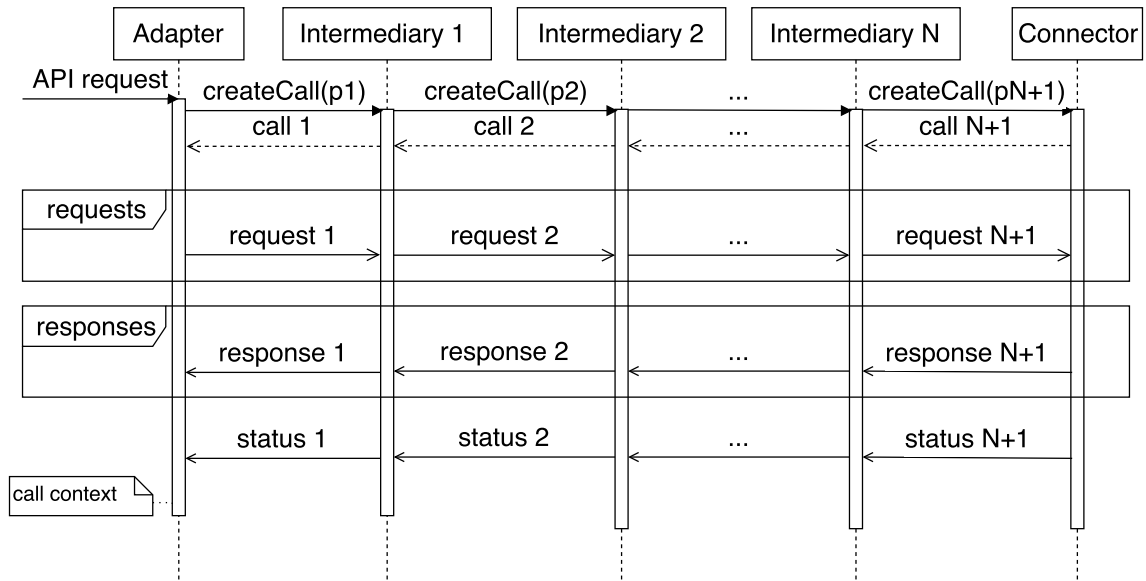 Adapter
Intermediary 1
Intermediary 2
Intermediary N
Connector
API request
createCall(p1)
createCall(p2)
...
createCall(pN+1)
call 1
call 2
...
call N+1
requests
request 1
request 2
...
request N+1
responses
response 1
response 2
...
response N+1
status 1
status 2
...
status N+1
call context